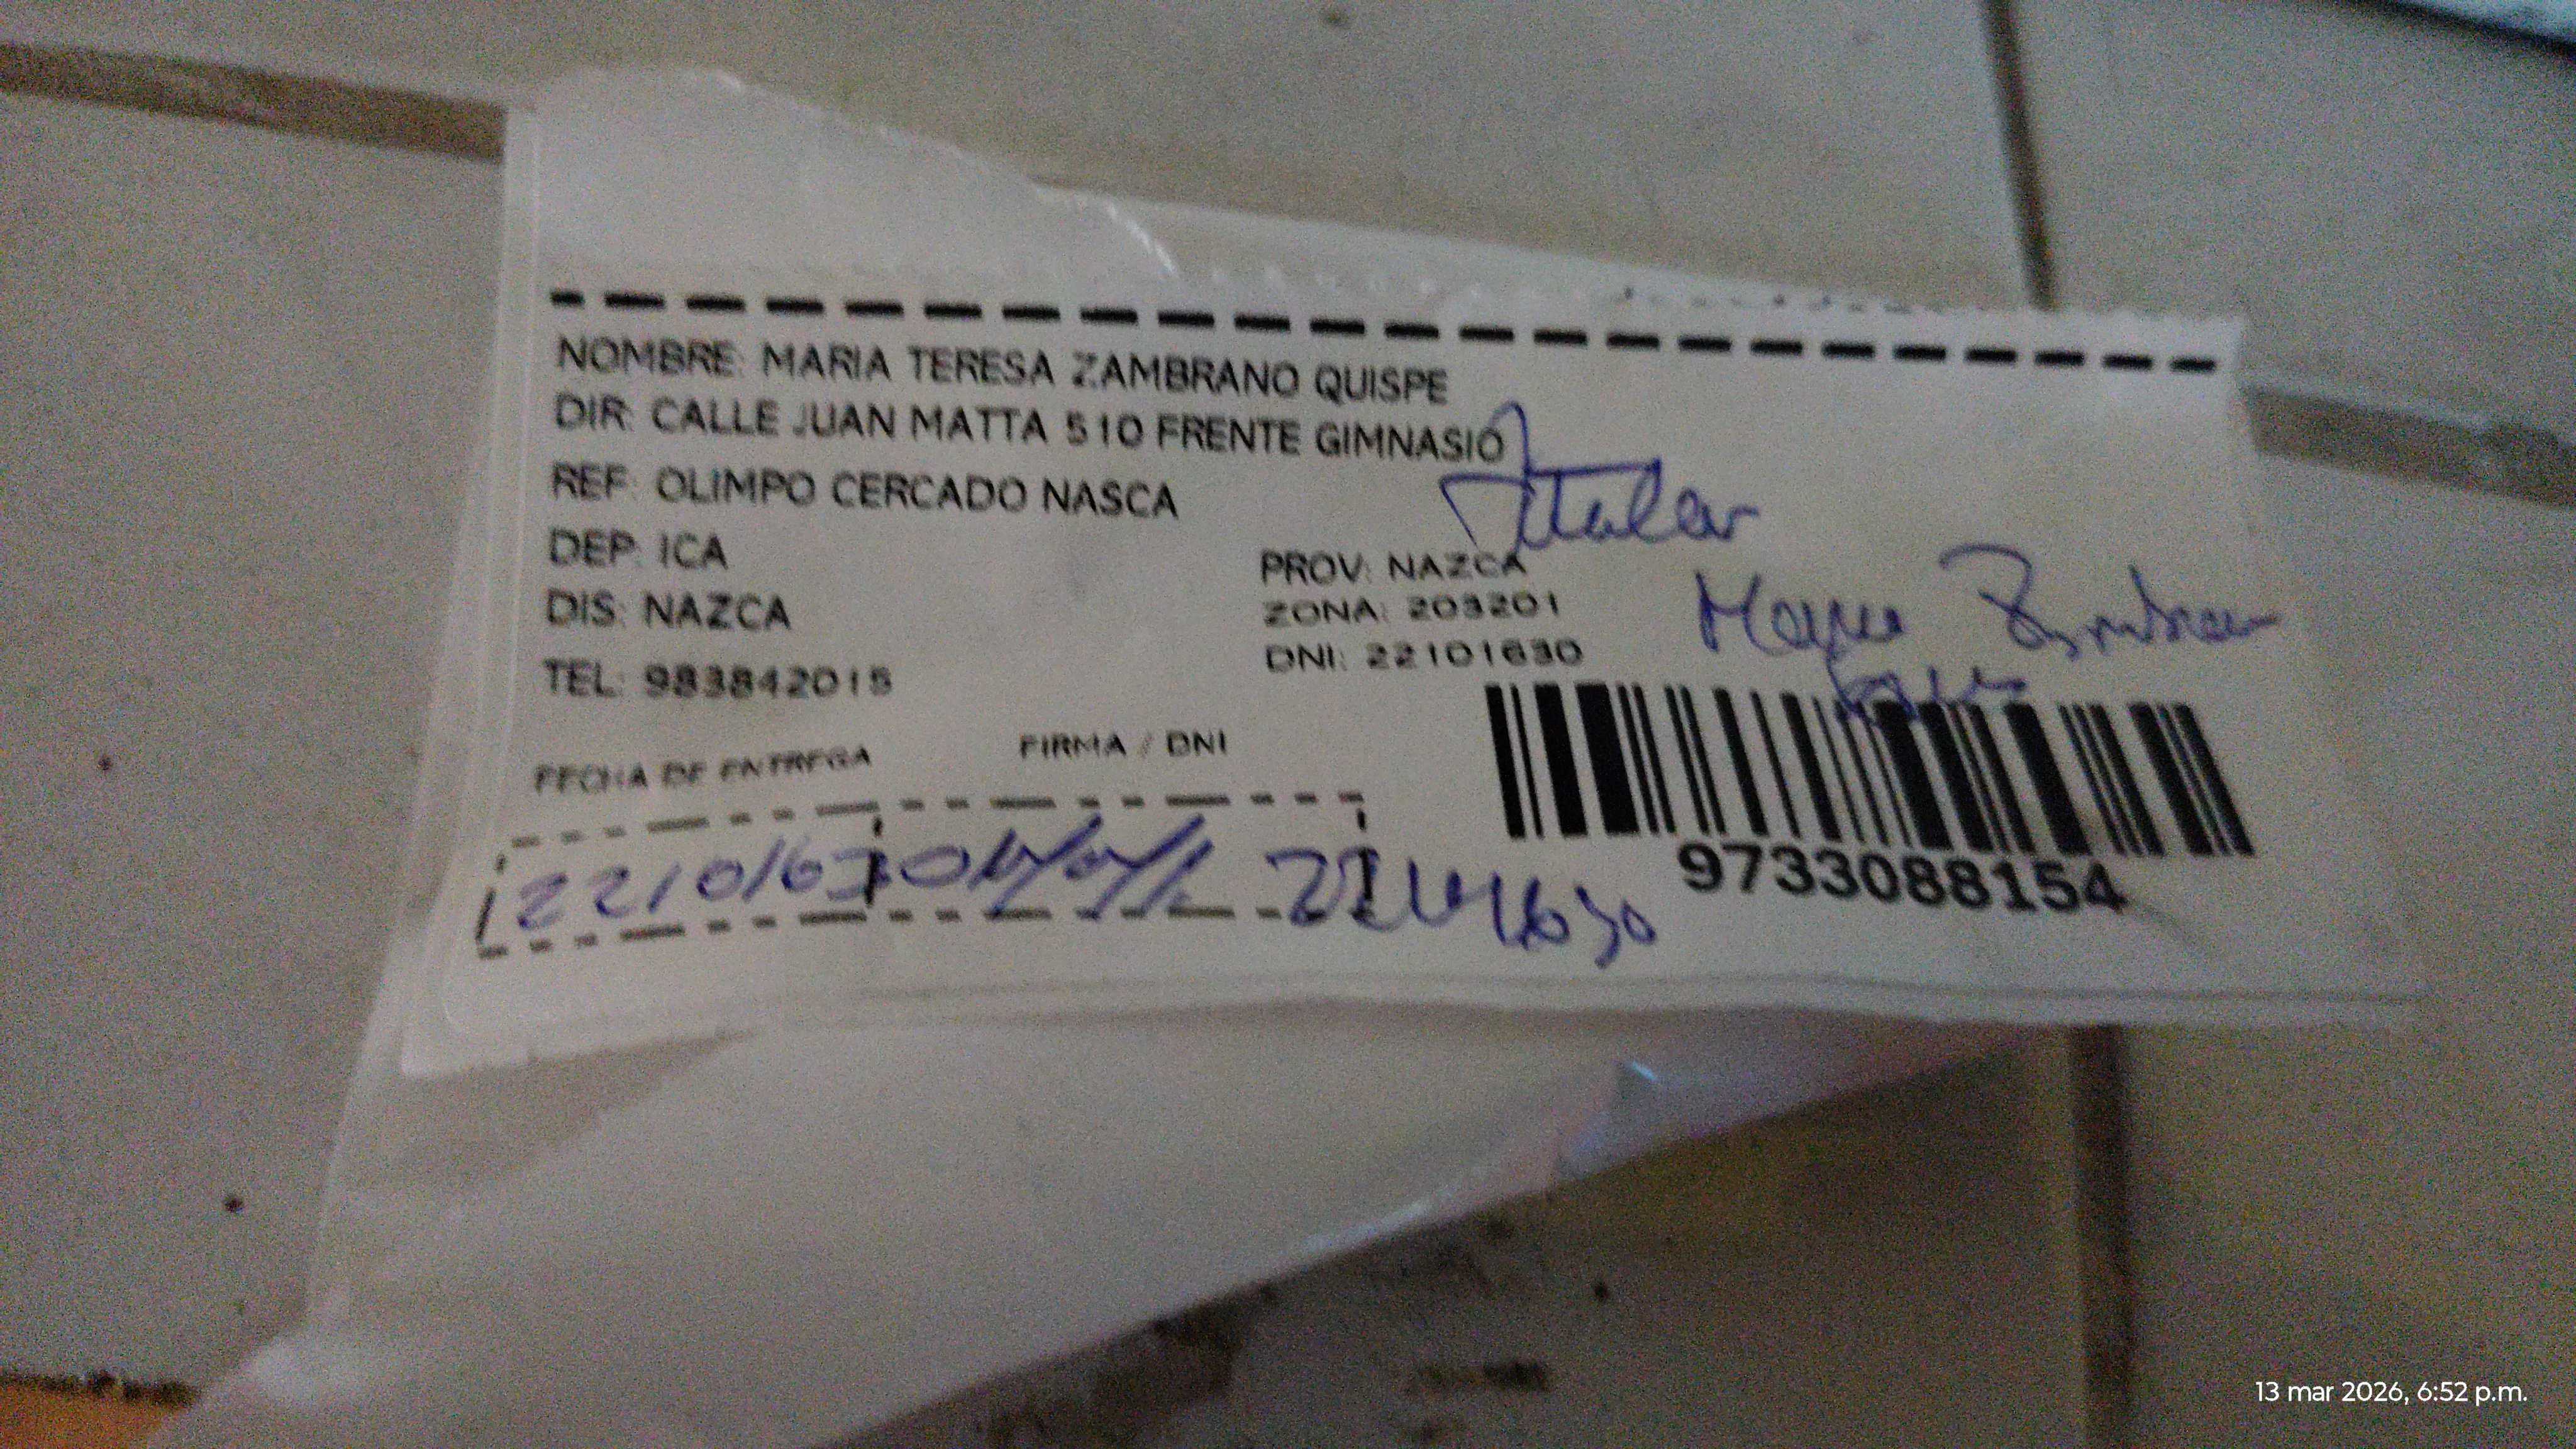 NOMBRE: MARIA TERESA ZAMBRANO QUISPE
DIR: CALLE JUAN MATTA 510 FRENTE GIMNASIO
REF: OLIMPO CERCADO NASCA
Titular
DEP: ICA
PROV: NAZCA
DIS: NAZCA
ZONA: 203201
DNI: 22101630
TEL: 983842015
FECHA DE ENTREGA
FIRMA / DNI
22101630
22101630
9733088154
13 mar 2026, 6:52 p.m.